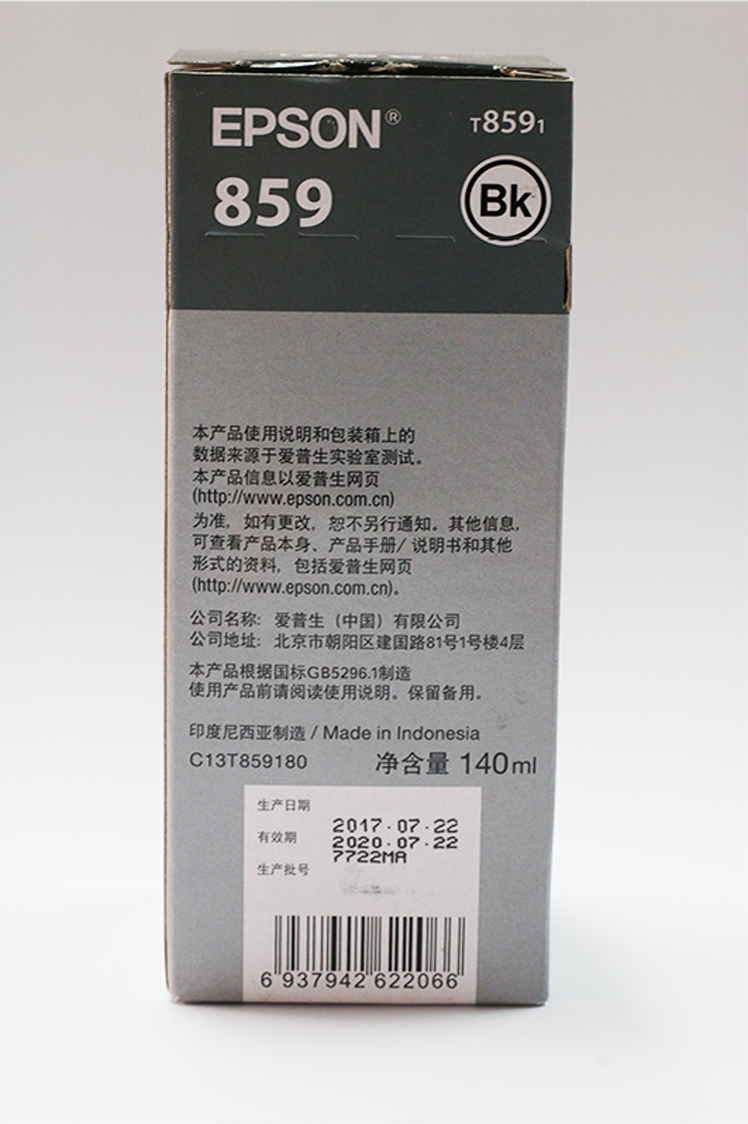 EPSON®
T8591
859
Bk
本产品使用说明和包装箱上的
数据来源于爱普生实验室测试。
本产品信息以爱普生网页
(http://www.epson.com.cn)
为准，如有更改，恕不另行通知。其他信息，
可查看产品本身、产品手册/ 说明书和其他
形式的资料，包括爱普生网页
(http://www.epson.com.cn)。
公司名称: 爱普生（中国）有限公司
公司地址: 北京市朝阳区建国路81号1号楼4层
本产品根据国标GB5296.1制造
使用产品前请阅读使用说明。保留备用。
印度尼西亚制造 / Made in Indonesia
C13T859180 净含量 140ml
生产日期 2017·07·22
有效期 2020·07·22
生产批号 7722MA
6 937942 622066